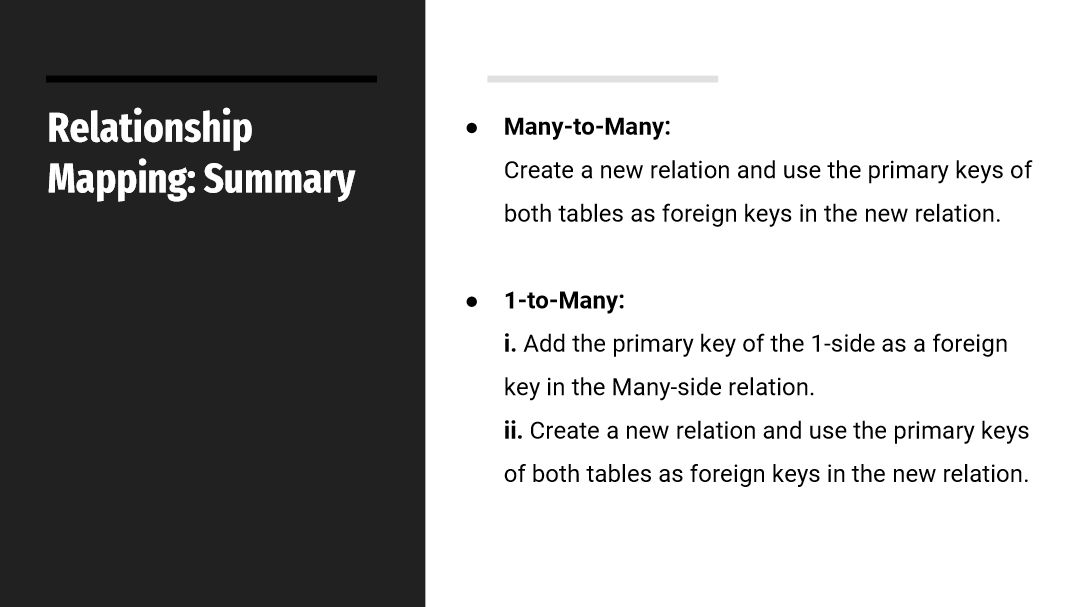 Relationship
Mapping: Summary
● Many-to-Many:
Create a new relation and use the primary keys of
both tables as foreign keys in the new relation.
● 1-to-Many:
i. Add the primary key of the 1-side as a foreign
key in the Many-side relation.
ii. Create a new relation and use the primary keys
of both tables as foreign keys in the new relation.